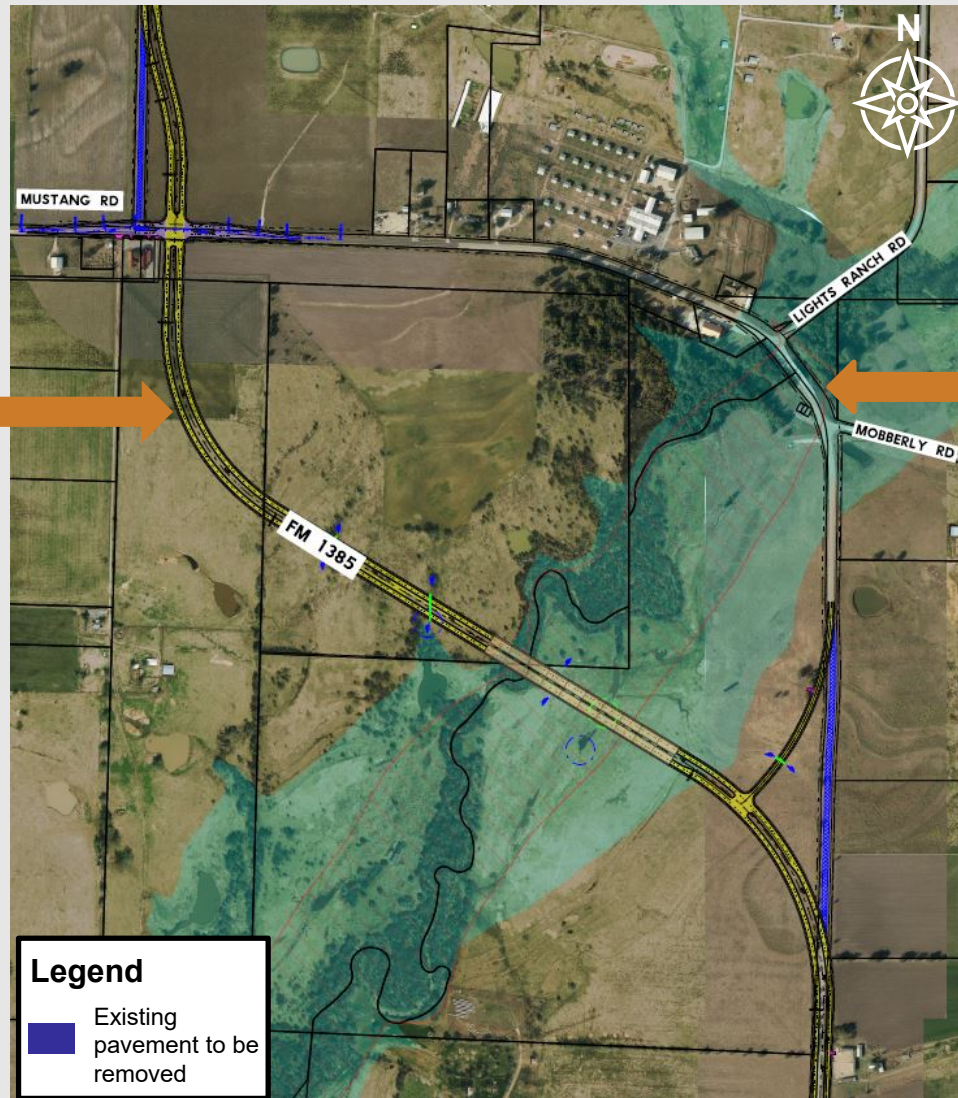 N
MUSTANG RD
LIGHTS RANCH RD
MOBBERLY RD
FM 1385
Legend
Existing
pavement to be
removed